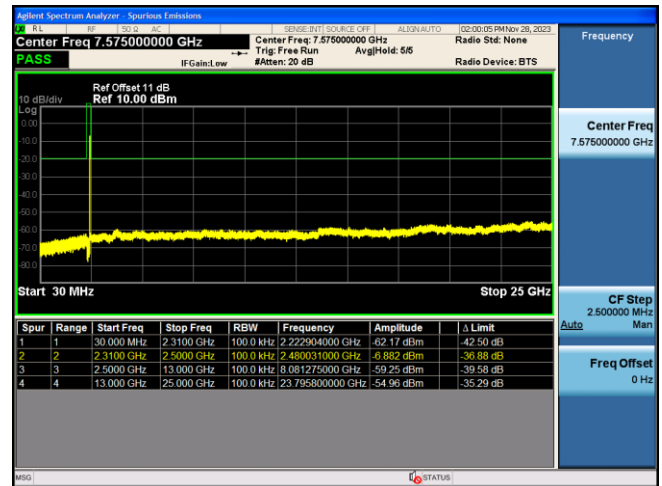 Agilent Spectrum Analyzer - Spurious Emissions
RL RF 50 Ω AC SENSE:INT SOURCE OFF ALIGNAUTO 02:00:05 PM Nov 28, 2023
Center Freq 7.575000000 GHz Center Freq: 7.575000000 GHz Radio Std: None
Trig: Free Run Avg|Hold: 5/5
PASS IFGain:Low #Atten: 20 dB Radio Device: BTS
Frequency
Ref Offset 11 dB
10 dB/div Ref 10.00 dBm
Log
0.00
-10.0
-20.0
-30.0
-40.0
-50.0
-60.0
-70.0
-80.0
Start 30 MHz Stop 25 GHz
Center Freq
7.575000000 GHz
CF Step
2.500000 MHz
Auto Man
Freq Offset
0 Hz
Spur Range Start Freq Stop Freq RBW Frequency Amplitude Δ Limit
1 1 30.000 MHz 2.3100 GHz 100.0 kHz 2.222904000 GHz -62.17 dBm -42.50 dB
2 2 2.3100 GHz 2.5000 GHz 100.0 kHz 2.480031000 GHz -6.882 dBm -36.88 dB
3 3 2.5000 GHz 13.000 GHz 100.0 kHz 8.081275000 GHz -59.25 dBm -39.58 dB
4 4 13.000 GHz 25.000 GHz 100.0 kHz 23.795800000 GHz -54.96 dBm -35.29 dB
MSG STATUS